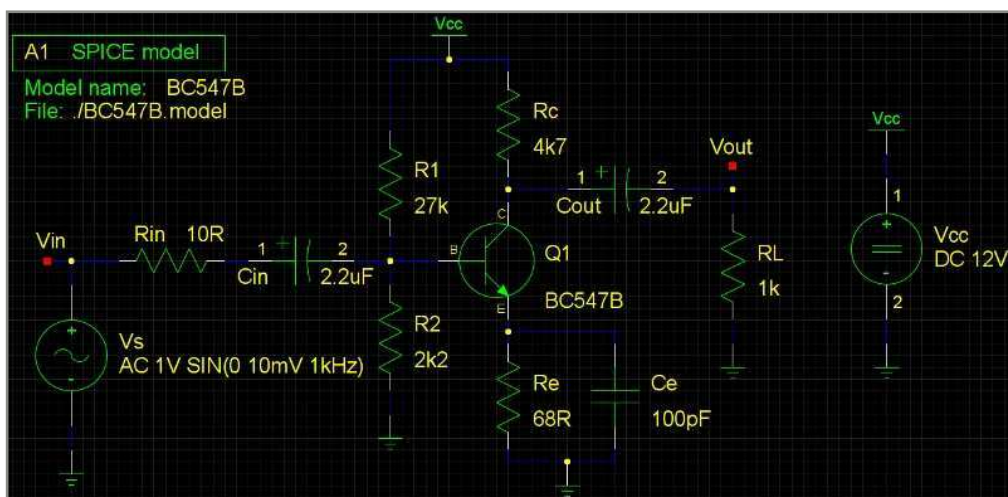 A1 SPICE model
Model name: BC547B
File: ./BC547B.model
Vcc
Rc
4k7
R1
27k
1 + 2
Cout 2.2uF
Vout
Vcc
Vin
Rin 10R
1 + 2
Cin 2.2uF
C
B
E
Q1
BC547B
RL
1k
1
+
-
2
Vcc
DC 12V
R2
2k2
+
-
Vs
AC 1V SIN(0 10mV 1kHz)
Re
68R
Ce
100pF